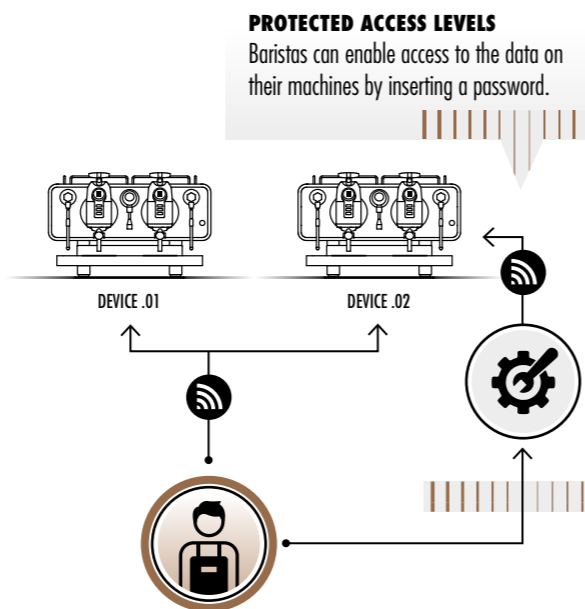 PROTECTED ACCESS LEVELS
Baristas can enable access to the data on
their machines by inserting a password.
DEVICE .01
DEVICE .02